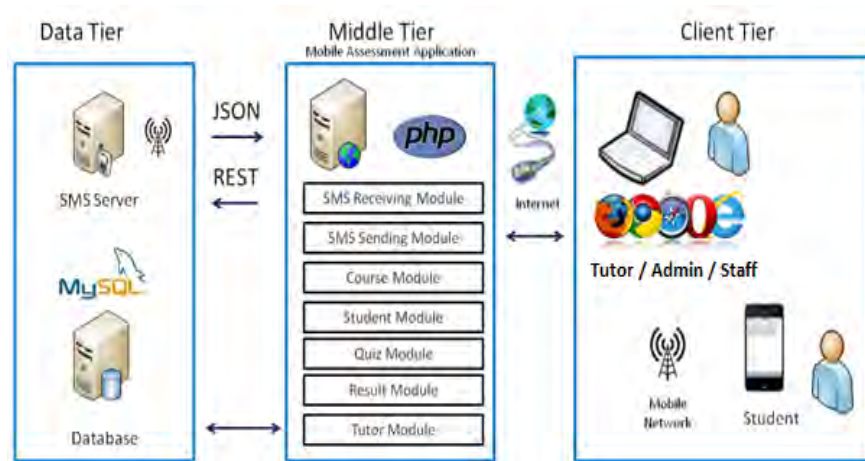 Data Tier
Middle Tier
Mobile Assessment Application
Client Tier
JSON
REST
SMS Server
MySQL
Database
php
SMS Receiving Module
SMS Sending Module
Course Module
Student Module
Quiz Module
Result Module
Tutor Module
Internet
Tutor / Admin / Staff
Mobile
Network
Student